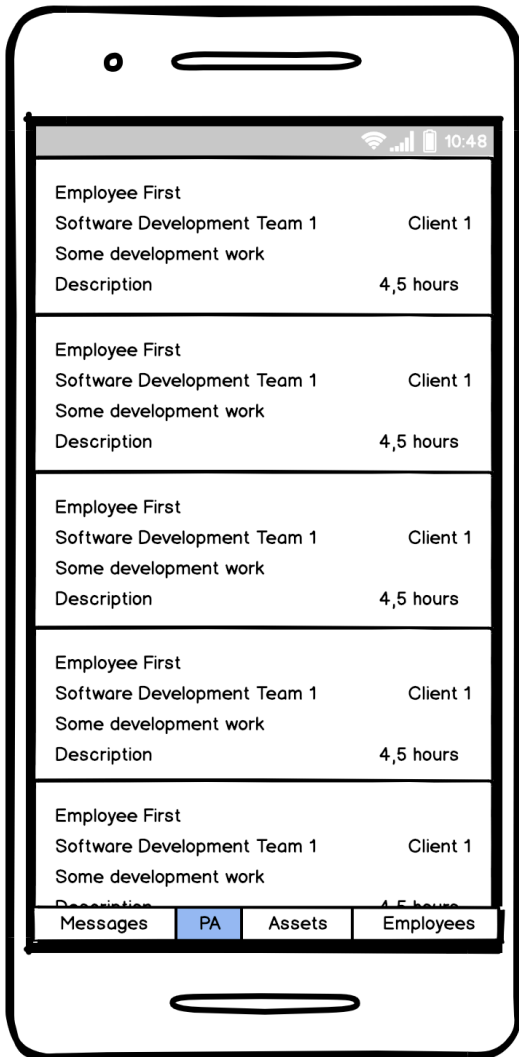 10:48
Employee First
Software Development Team 1 Client 1
Some development work
Description 4,5 hours
Employee First
Software Development Team 1 Client 1
Some development work
Description 4,5 hours
Employee First
Software Development Team 1 Client 1
Some development work
Description 4,5 hours
Employee First
Software Development Team 1 Client 1
Some development work
Description 4,5 hours
Employee First
Software Development Team 1 Client 1
Some development work
Description 4,5 hours
Messages PA Assets Employees